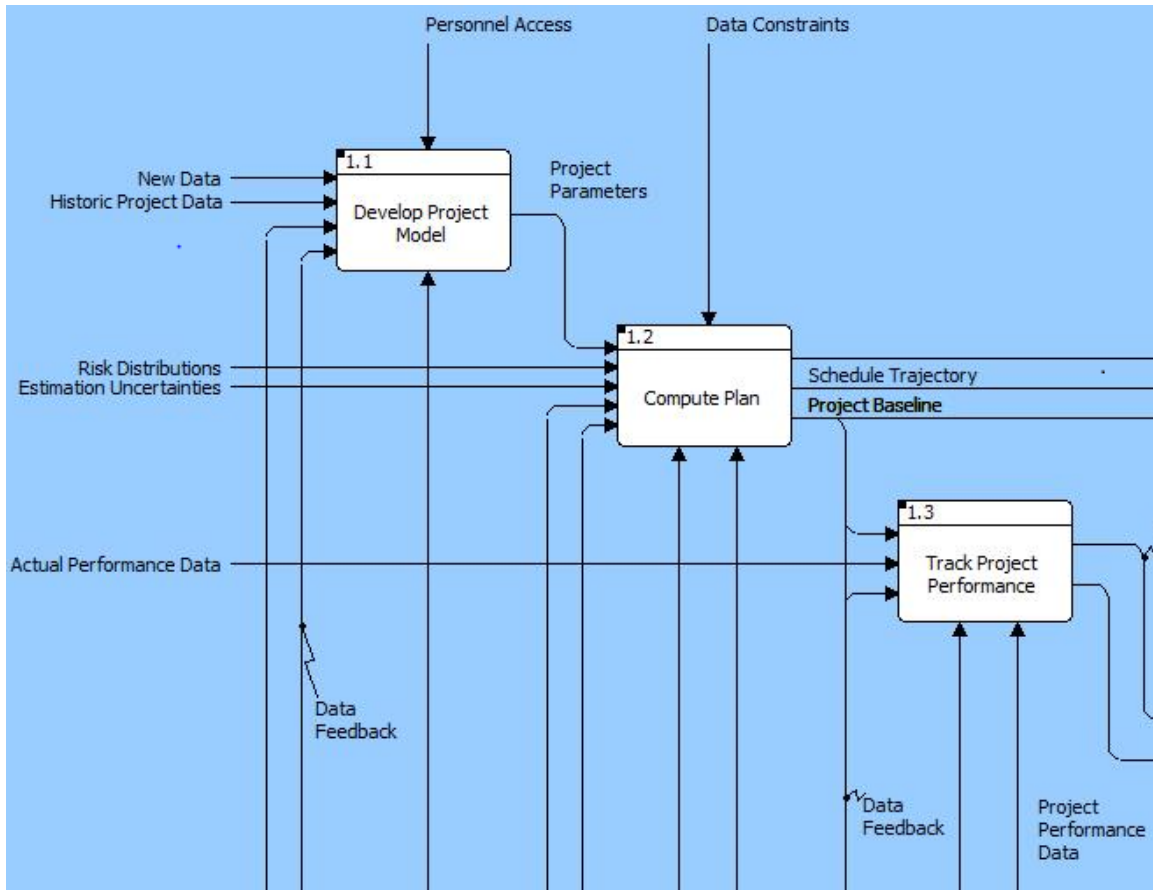 Personnel Access
Data Constraints
1.1
New Data
Historic Project Data
Develop Project
Model
Project
Parameters
1.2
Risk Distributions
Estimation Uncertainties
Compute Plan
Schedule Trajectory
Project Baseline
1.3
Actual Performance Data
Track Project
Performance
Data
Feedback
Data
Feedback
Project
Performance
Data